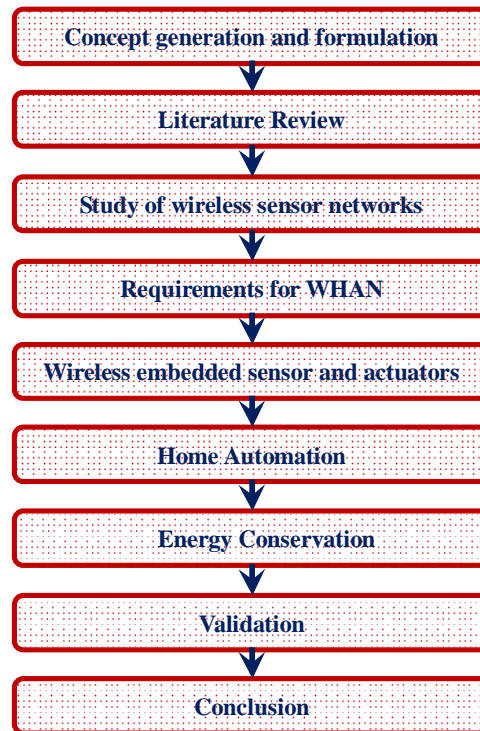 Concept generation and formulation
Literature Review
Study of wireless sensor networks
Requirements for WHAN
Wireless embedded sensor and actuators
Home Automation
Energy Conservation
Validation
Conclusion